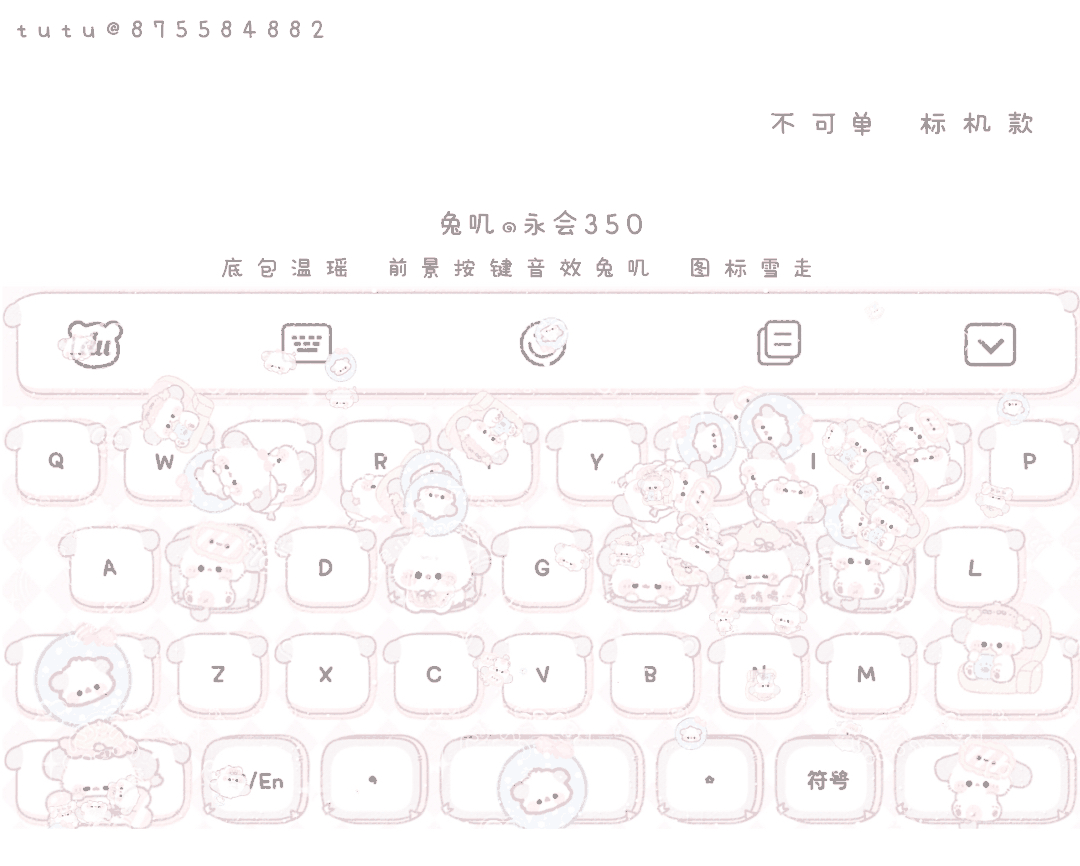 tutu@875584882
不可单 标机款
兔叽໑永会350
底包温瑶 前景按键音效兔叽 图标雪走
Q W R Y I P
A D G L
Z X C V B N M
/En 符号